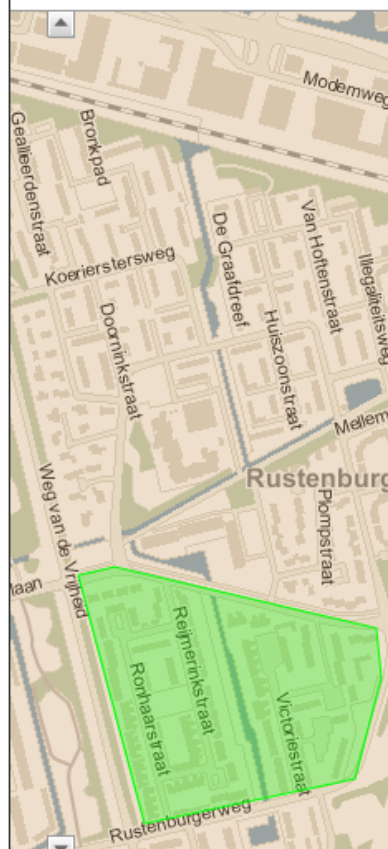 Modemweg
Geallieerdenstraat
Bronkpad
Van Hoftenstraat
De Graafdreef
Koerierstersweg
Illegaliteitsweg
Doorninkstraat
Huiszoonstraat
Mellem
Rustenburg
Plompstraat
Weg van de Vrijheid
laan
Reijmerinkstraat
Ronhaarstraat
Victoriestraat
Rustenburgerweg